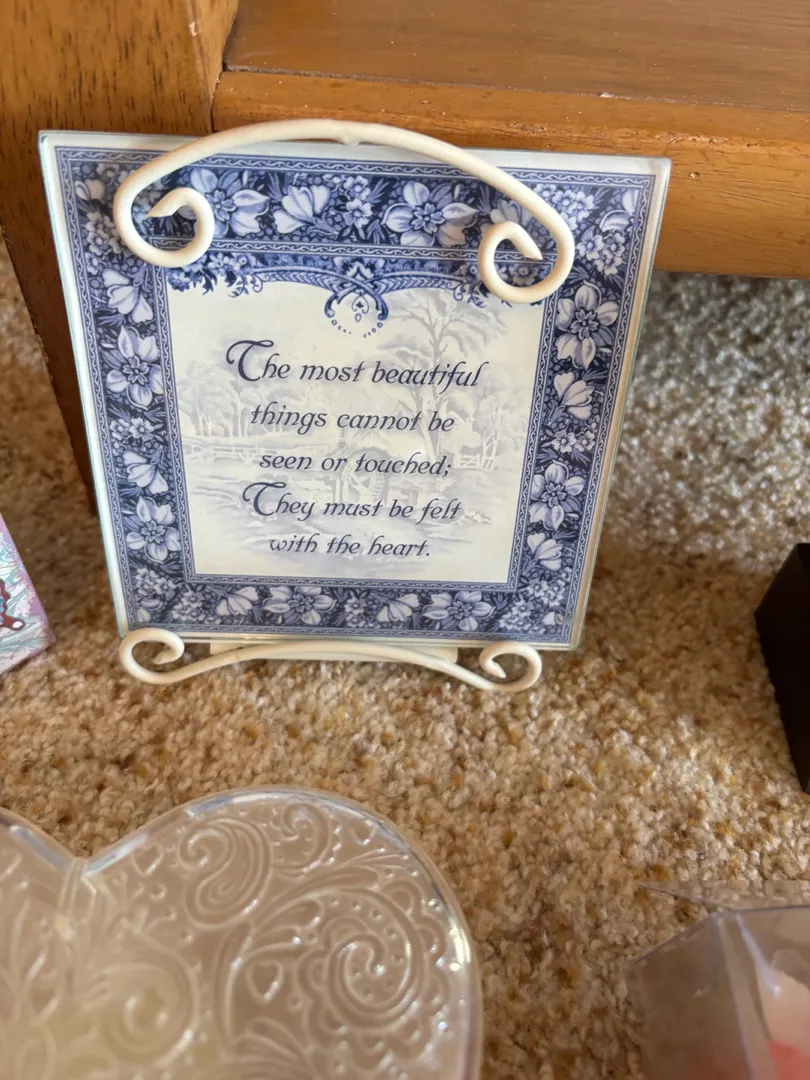 The most beautiful
things cannot be
seen or touched;
They must be felt
with the heart.